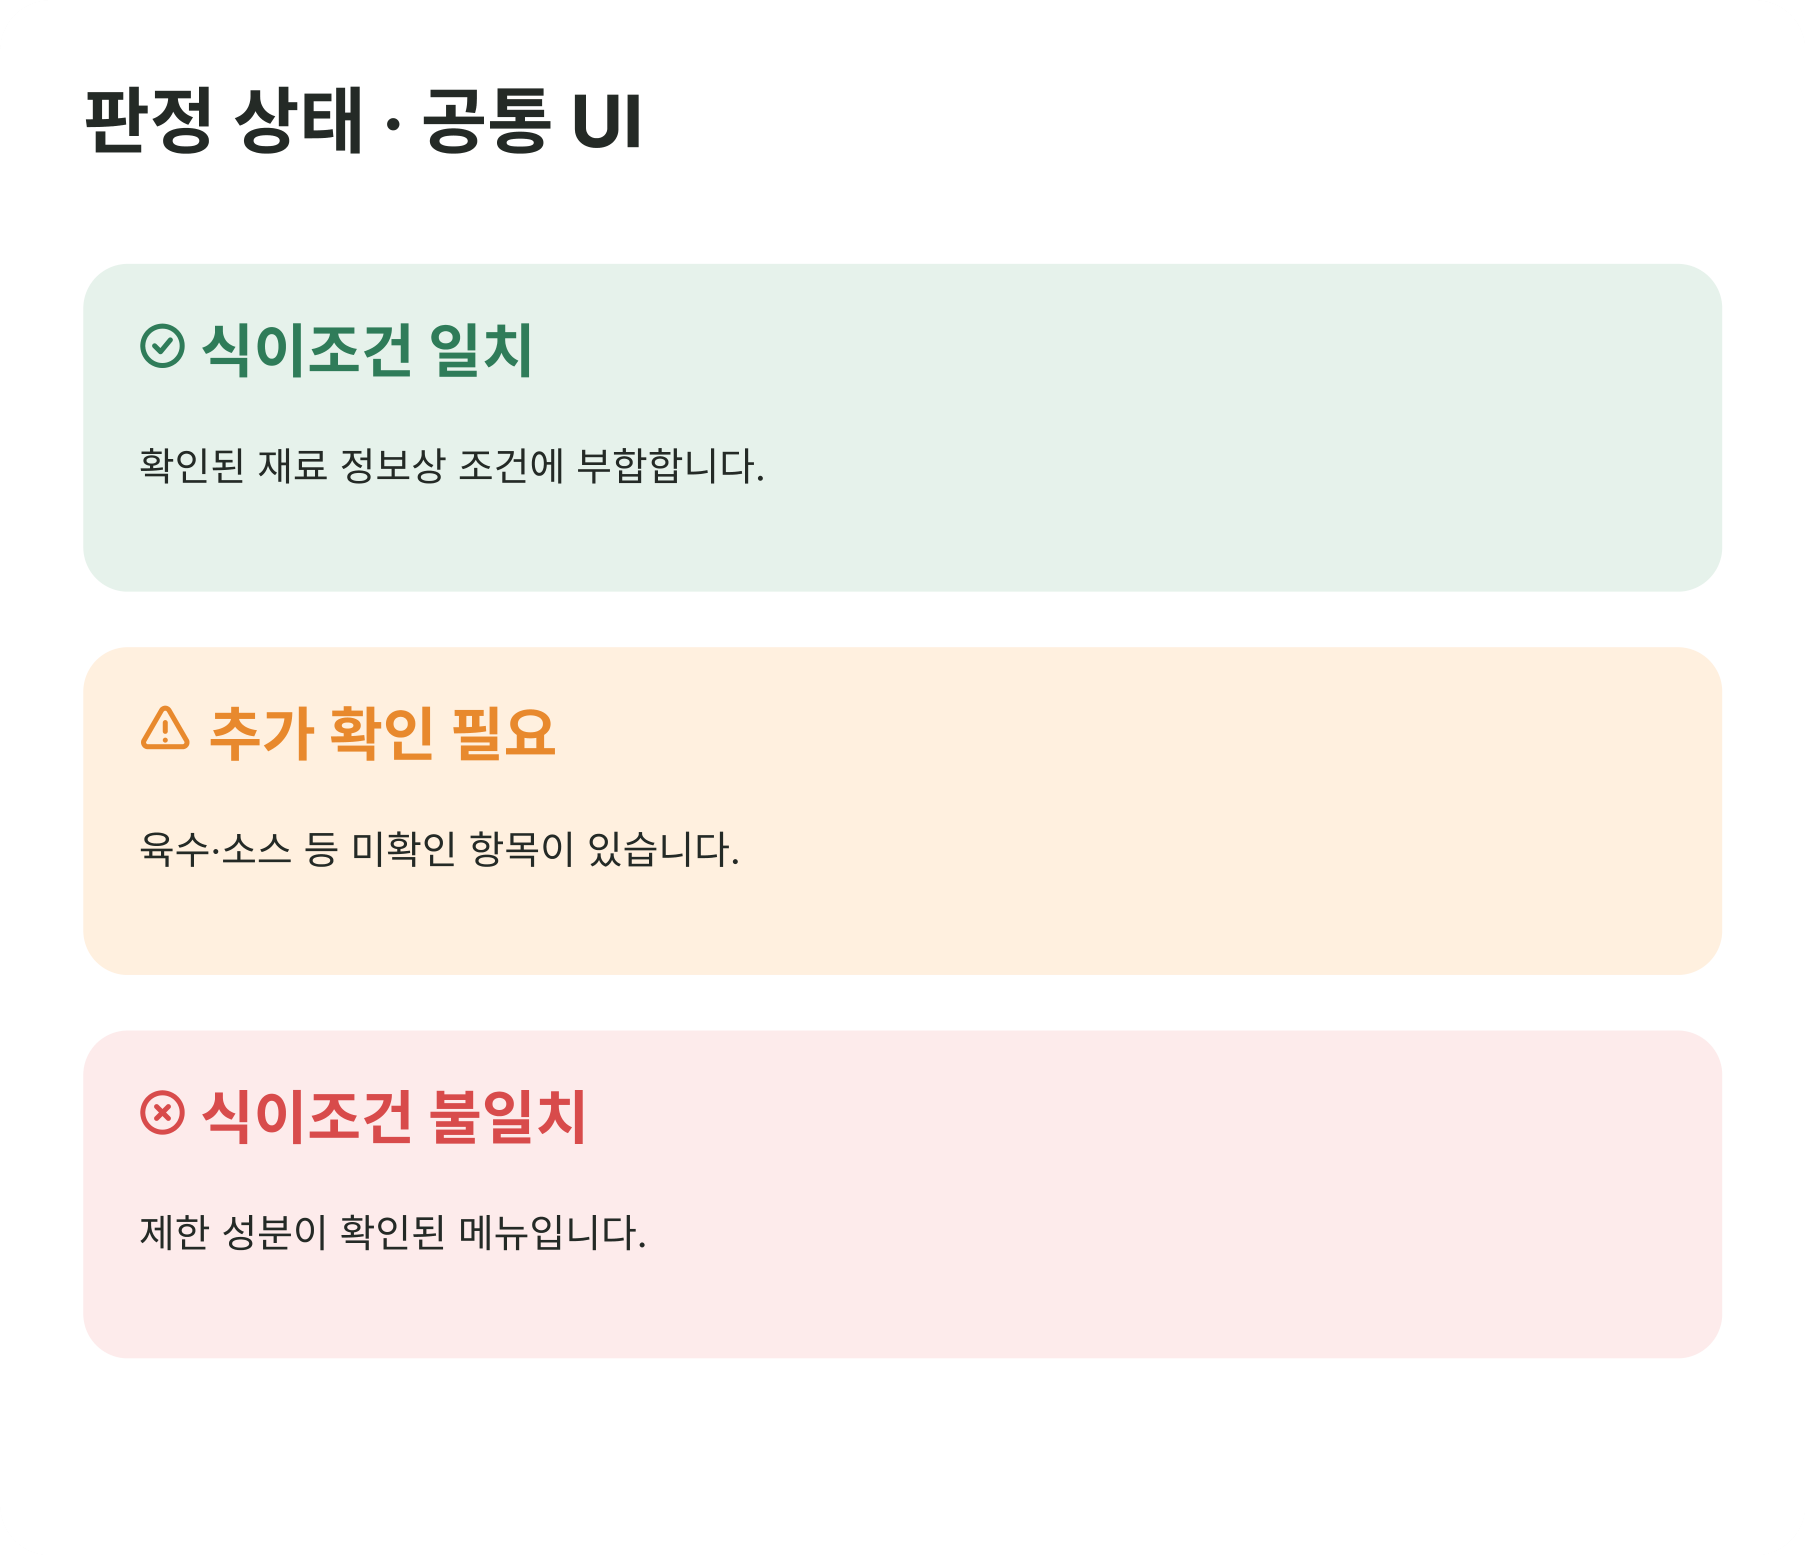 판정 상태 · 공통 UI
식이조건 일치
확인된 재료 정보상 조건에 부합합니다.
추가 확인 필요
육수·소스 등 미확인 항목이 있습니다.
식이조건 불일치
제한 성분이 확인된 메뉴입니다.